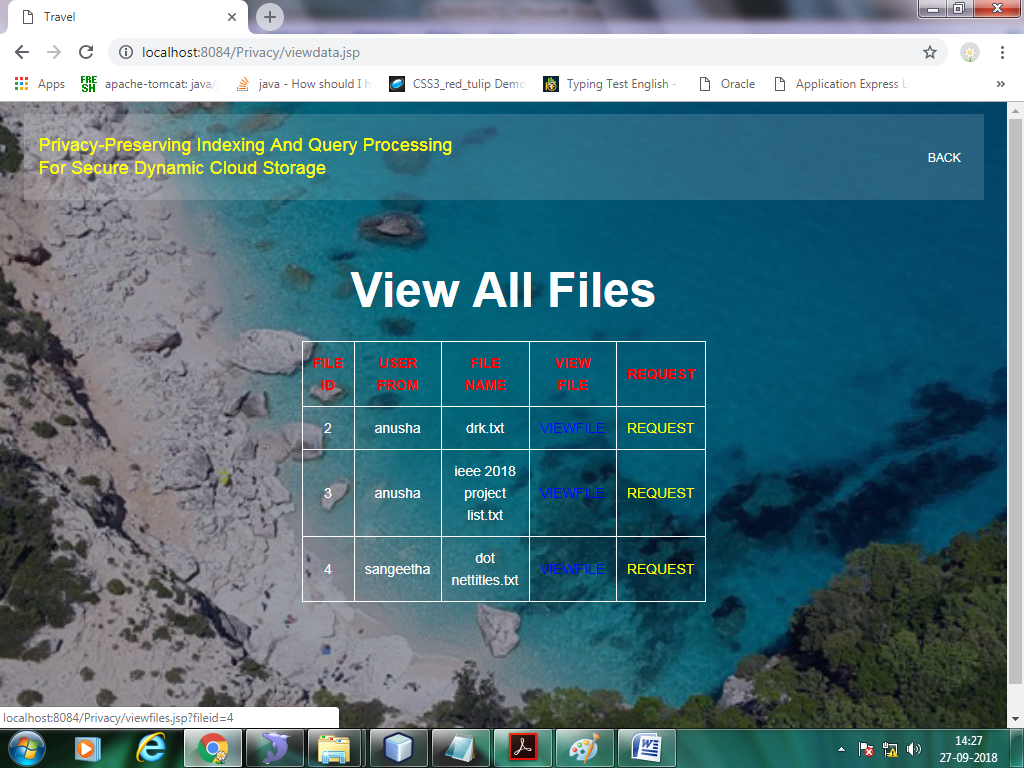 Travel
localhost:8084/Privacy/viewdata.jsp
Apps
FRE SH
apache-tomcat: java/
java - How should I h
CSS3_red_tulip Demo
Typing Test English -
Oracle
Application Express L
»
Privacy-Preserving Indexing And Query Processing
For Secure Dynamic Cloud Storage
BACK
View All Files
FILE ID USER FROM FILE NAME VIEW FILE REQUEST
2 anusha drk.txt VIEWFILE REQUEST
3 anusha ieee 2018 project list.txt VIEWFILE REQUEST
4 sangeetha dot nettitles.txt VIEWFILE REQUEST
localhost:8084/Privacy/viewfiles.jsp?fileid=4
14:27
27-09-2018